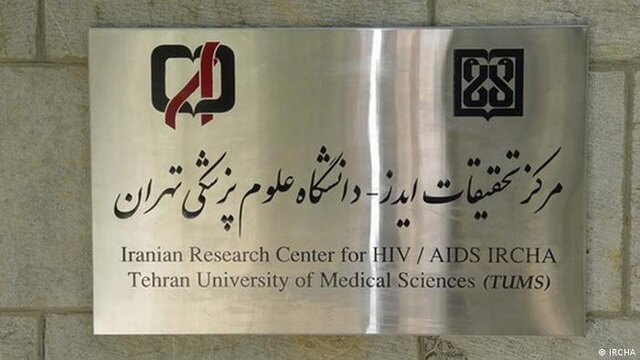 مرکز تحقیقات ایدز - دانشگاه علوم پزشکی تهران
Iranian Research Center for HIV / AIDS IRCHA
Tehran University of Medical Sciences (TUMS)
© IRCHA